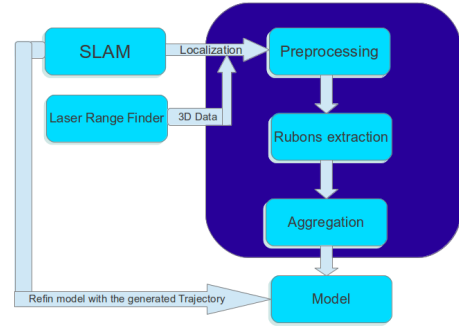 SLAM
Localization
Preprocessing
Laser Range Finder
3D Data
Rubons extraction
Aggregation
Refin model with the generated Trajectory
Model